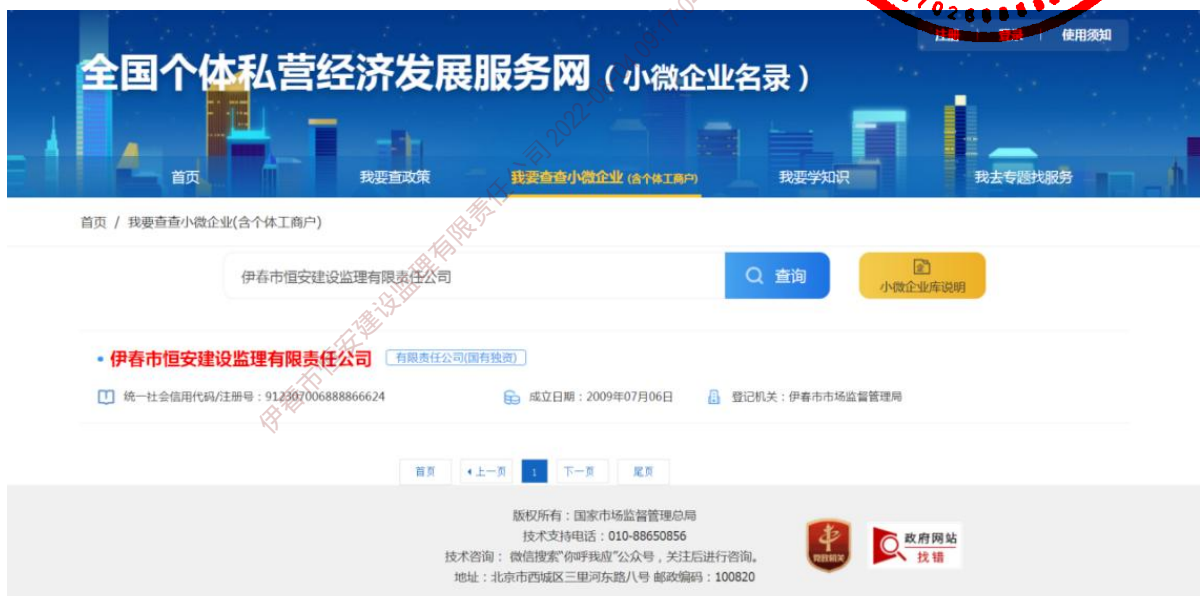 使用须知
全国个体私营经济发展服务网（小微企业名录）
首页 我要查政策 我要查查小微企业(含个体工商户) 我要学知识 我去专题找服务
首页 / 我要查查小微企业(含个体工商户)
伊春市恒安建设监理有限责任公司 查询 小微企业库说明
伊春市恒安建设监理有限责任公司 有限责任公司(国有独资)
统一社会信用代码/注册号：912307006888866624 成立日期：2009年07月06日 登记机关：伊春市市场监督管理局
首页 上一页 1 下一页 尾页
版权所有：国家市场监督管理总局
技术支持电话：010-88650856
技术咨询： 微信搜索"你呼我应"公众号，关注后进行咨询。
地址：北京市西城区三里河东路八号 邮政编码：100820
党政机关
政府网站
找错
伊春市恒安建设监理有限责任公司2022-0